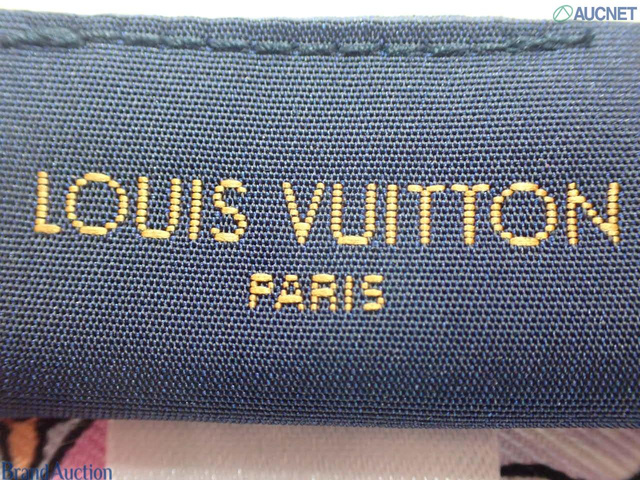 AUCNET
LOUIS VUITTON
PARIS
Brand Auction